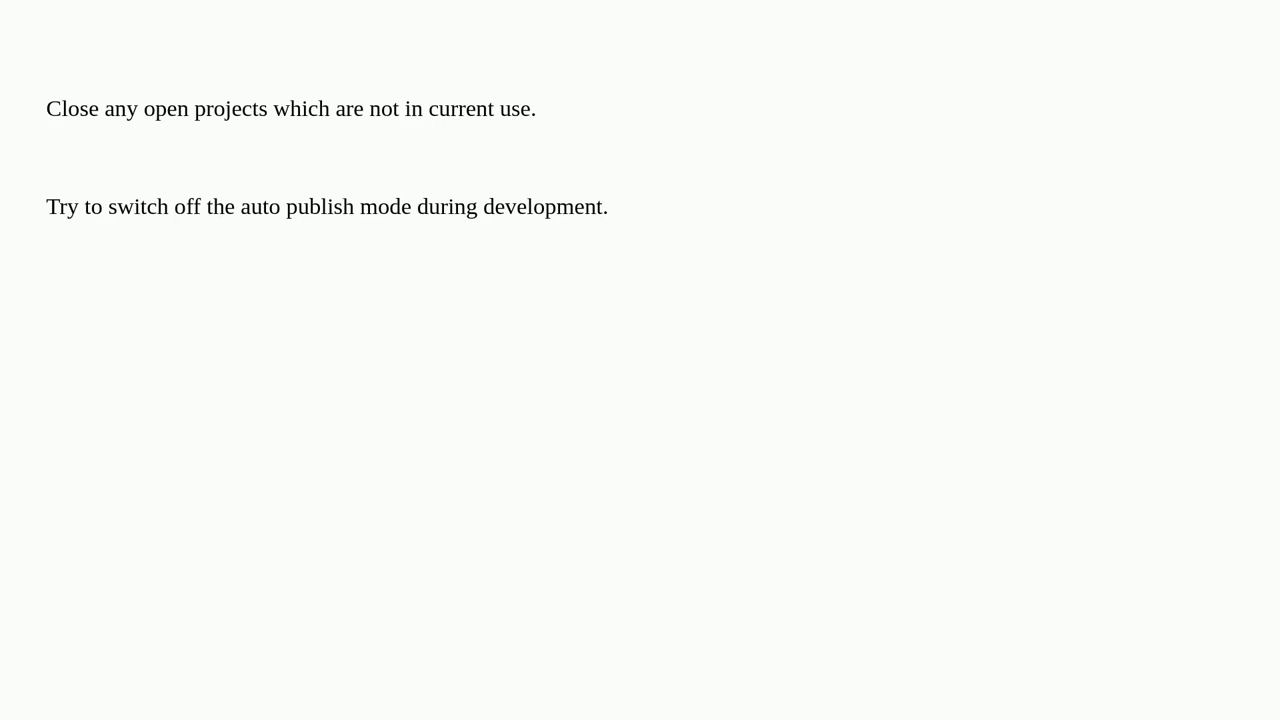 Close any open projects which are not in current use.
Try to switch off the auto publish mode during development.